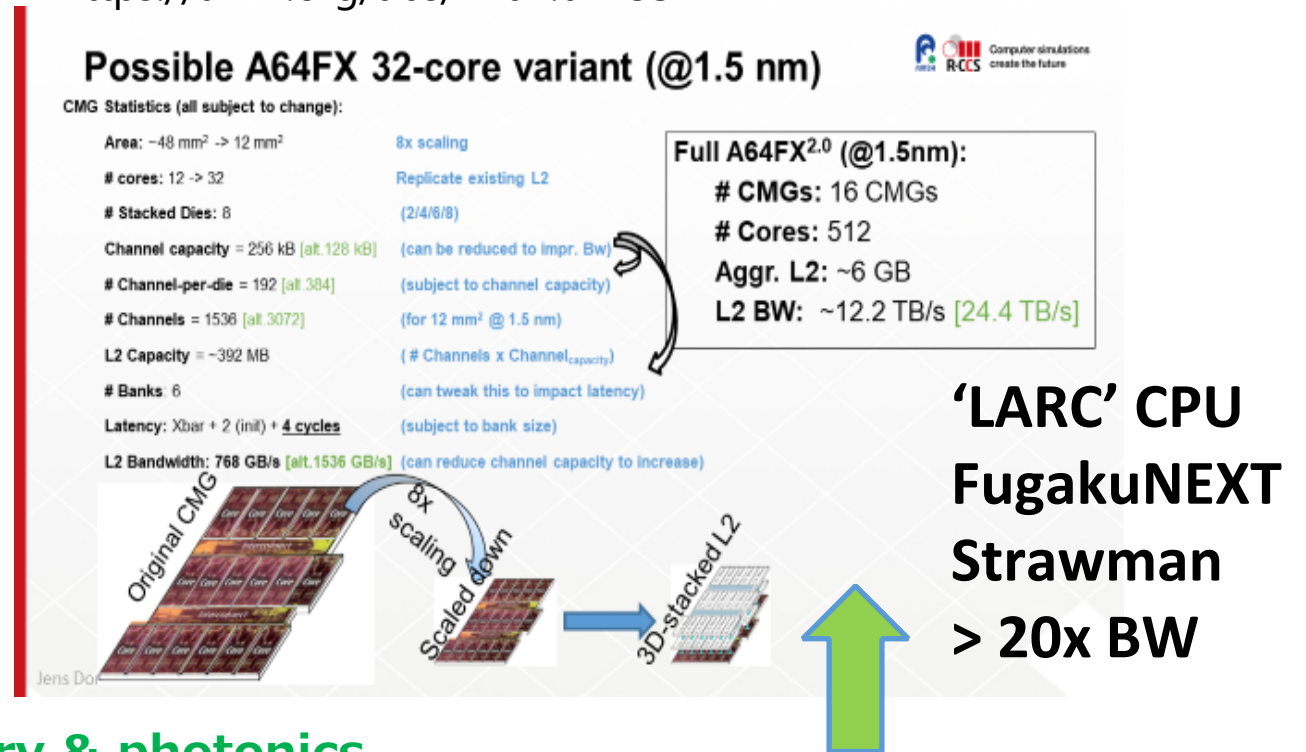 Possible A64FX 32-core variant (@1.5 nm)
R-CCS
Computer simulations
create the future
CMG Statistics (all subject to change):
Area: ~48 mm² -> 12 mm² 8x scaling
# cores: 12 -> 32 Replicate existing L2
# Stacked Dies: 8 (2/4/6/8)
Channel capacity = 256 kB [alt.128 kB] (can be reduced to impr. Bw)
# Channel-per-die = 192 [alt.384] (subject to channel capacity)
# Channels = 1536 [alt.3072] (for 12 mm² @ 1.5 nm)
L2 Capacity = ~392 MB ( # Channels x Channelcapacity)
# Banks: 6 (can tweak this to impact latency)
Latency: Xbar + 2 (init) + 4 cycles (subject to bank size)
L2 Bandwidth: 768 GB/s [alt.1536 GB/s] (can reduce channel capacity to increase)
Full A64FX2.0 (@1.5nm):
# CMGs: 16 CMGs
# Cores: 512
Aggr. L2: ~6 GB
L2 BW: ~12.2 TB/s [24.4 TB/s]
Original CMG
8x
scaling
Scaled down
3D-stacked L2
‘LARC’ CPU
FugakuNEXT
Strawman
> 20x BW
Jens
& photonics